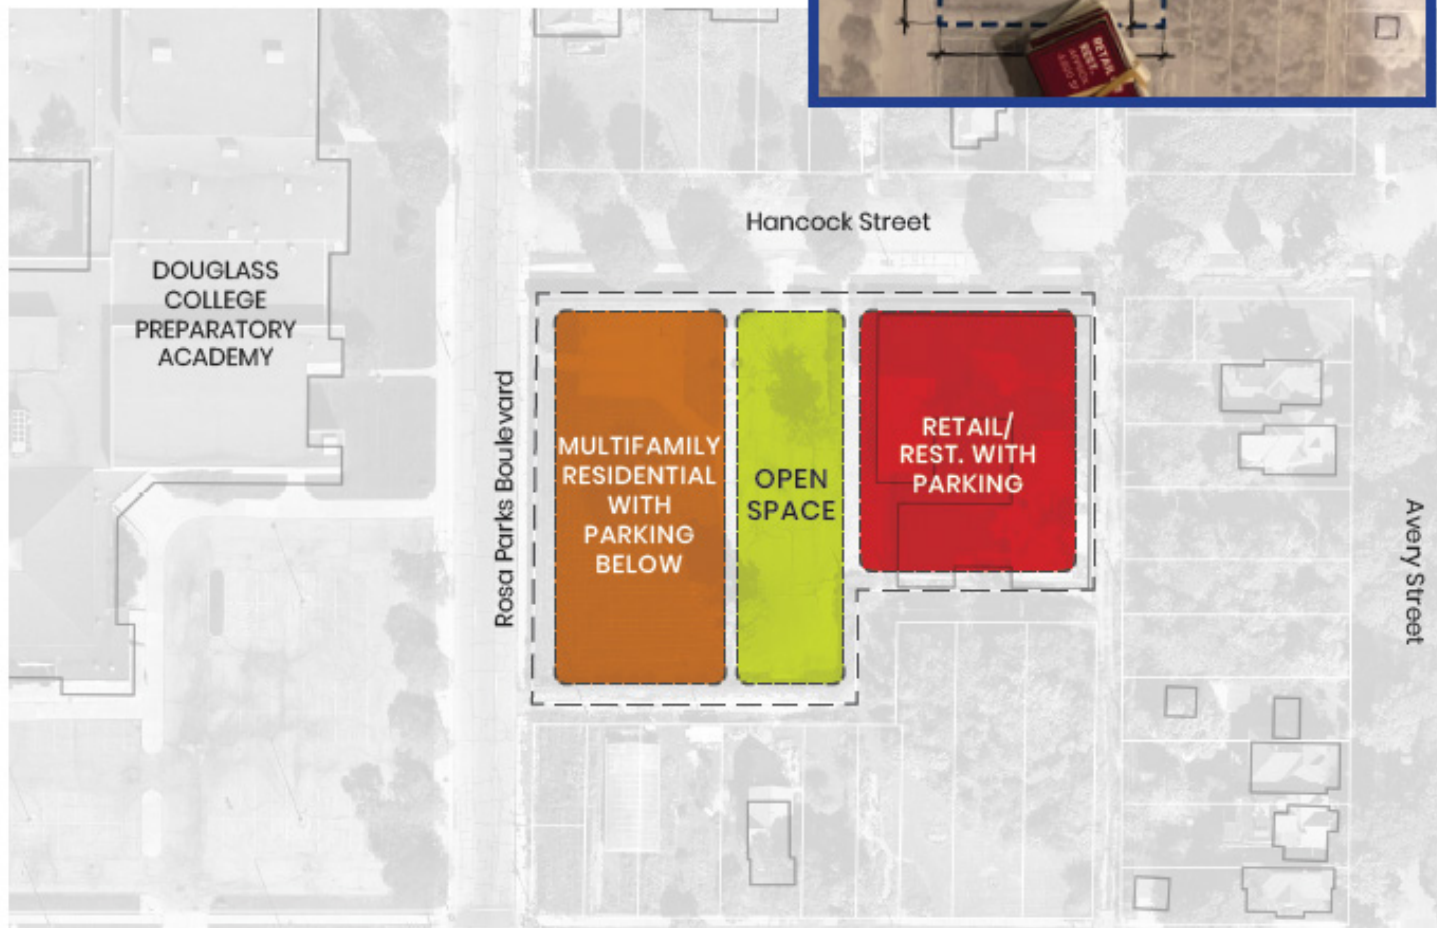 RETAIL
REST.
Hancock Street
DOUGLASS
COLLEGE
PREPARATORY
ACADEMY
Rosa Parks Boulevard
MULTIFAMILY
RESIDENTIAL
WITH
PARKING
BELOW
OPEN
SPACE
RETAIL/
REST. WITH
PARKING
Avery Street